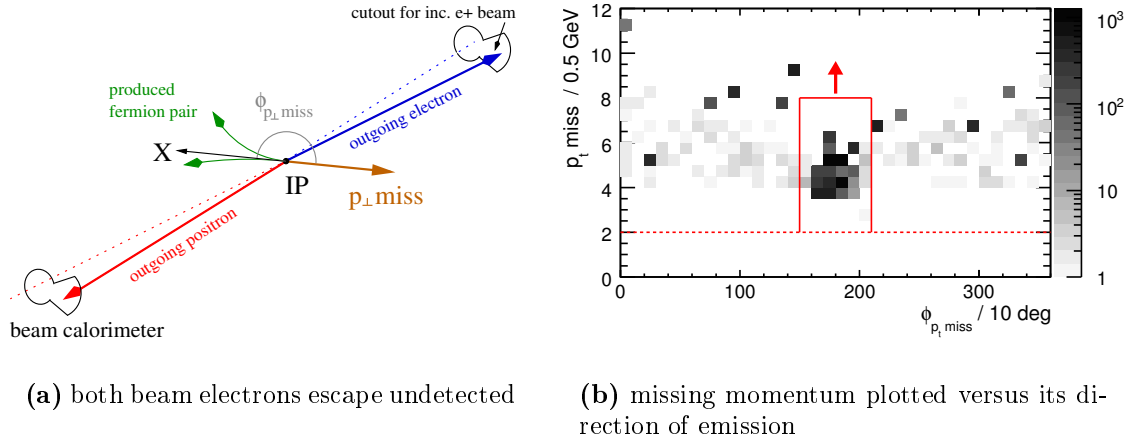 cutout for inc. e+ beam
produced
fermion pair
ϕp⊥miss
outgoing electron
X
IP
p⊥miss
outgoing positron
beam calorimeter
(a) both beam electrons escape undetected
pt miss / 0.5 GeV
12
10
8
6
4
2
0
0 100 200 300
ϕpt miss / 10 deg
10³
10²
10
1
(b) missing momentum plotted versus its di-
rection of emission